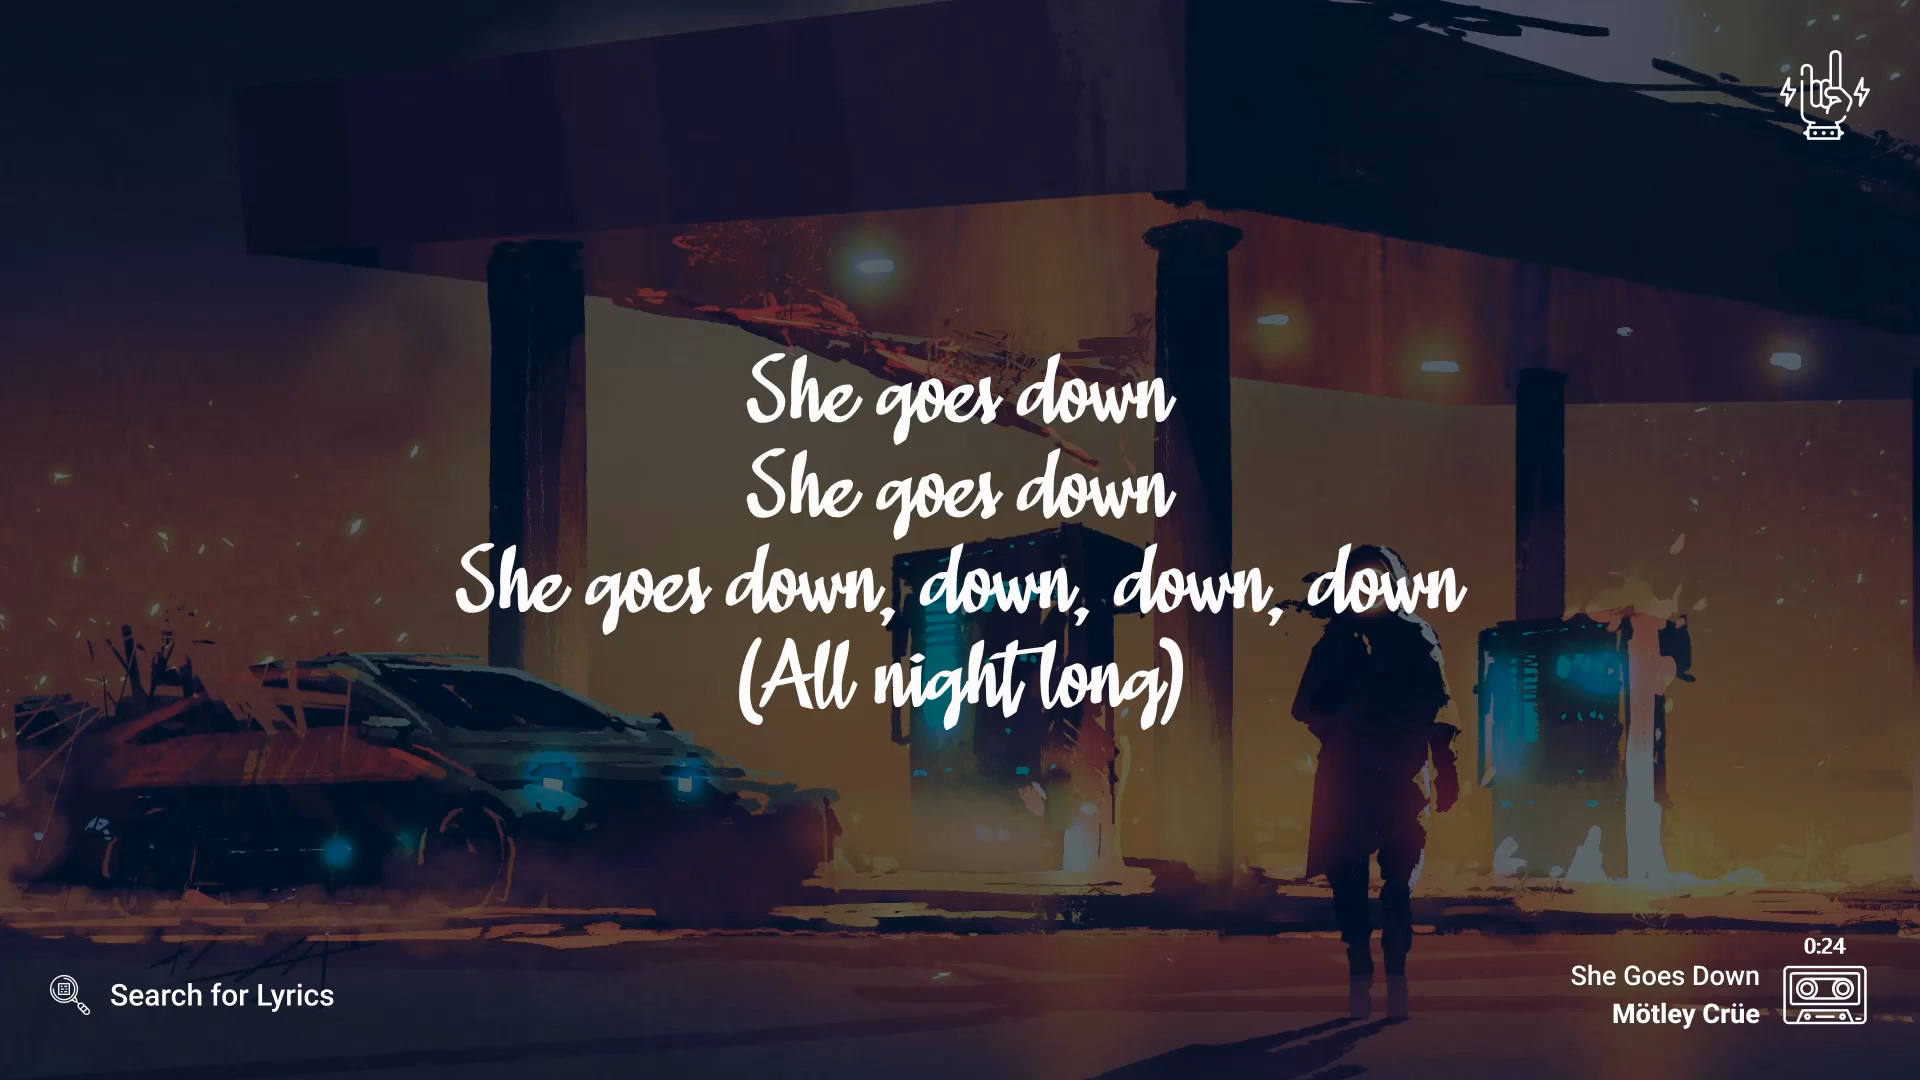 She goes down
She goes down
She goes down, down, down, down
(All night long)
0:24
She Goes Down
Mötley Crüe
Search for Lyrics